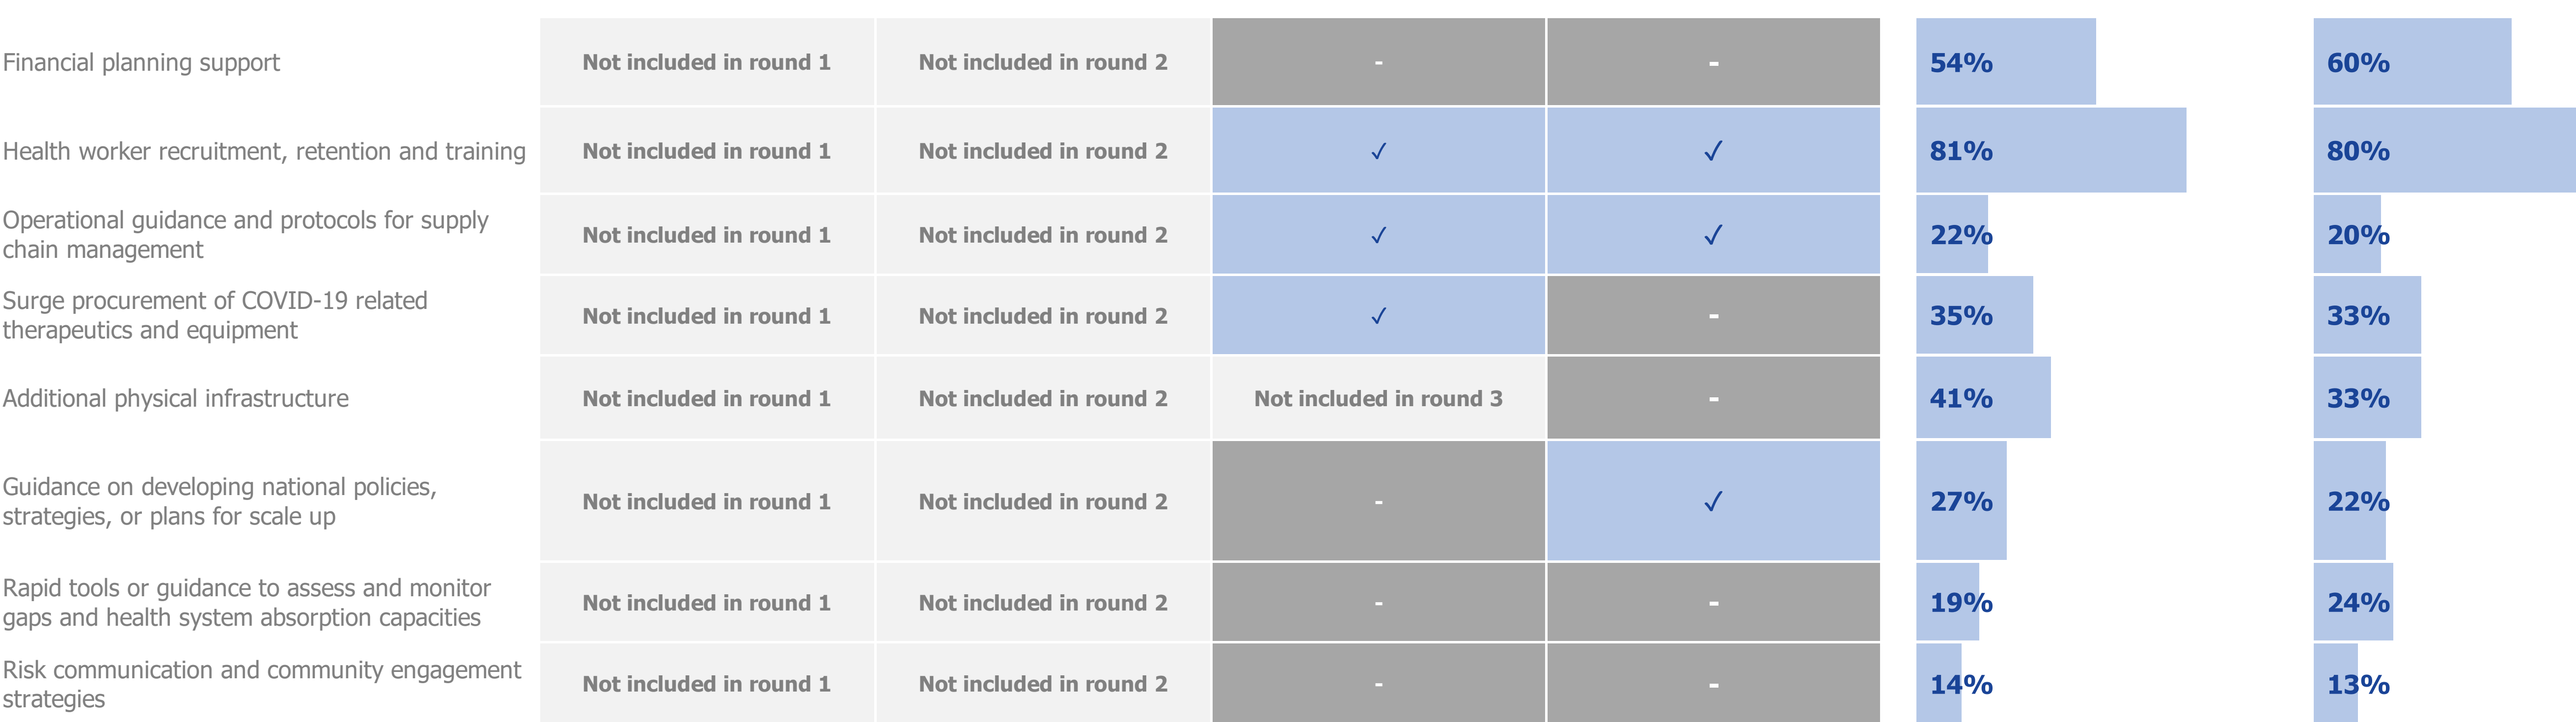 Financial planning support Not included in round 1 Not included in round 2 - - 54% 60%
Health worker recruitment, retention and training Not included in round 1 Not included in round 2 ✓ ✓ 81% 80%
Operational guidance and protocols for supply
chain management Not included in round 1 Not included in round 2 ✓ ✓ 22% 20%
Surge procurement of COVID-19 related
therapeutics and equipment Not included in round 1 Not included in round 2 ✓ - 35% 33%
Additional physical infrastructure Not included in round 1 Not included in round 2 Not included in round 3 - 41% 33%
Guidance on developing national policies,
strategies, or plans for scale up Not included in round 1 Not included in round 2 - ✓ 27% 22%
Rapid tools or guidance to assess and monitor
gaps and health system absorption capacities Not included in round 1 Not included in round 2 - - 19% 24%
Risk communication and community engagement
strategies Not included in round 1 Not included in round 2 - - 14% 13%